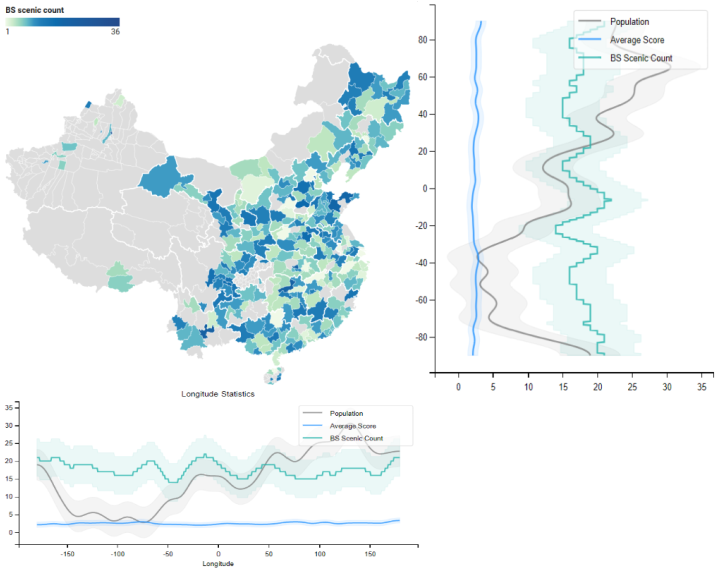 BS scenic count
1 36
Population
Average Score
BS Scenic Count
80
60
40
20
0
-20
-40
-60
-80
0 5 10 15 20 25 30 35
Longitude Statistics
Population
Average Score
BS Scenic Count
35
30
25
20
15
10
5
0
-150 -100 -50 0 50 100 150
Longitude